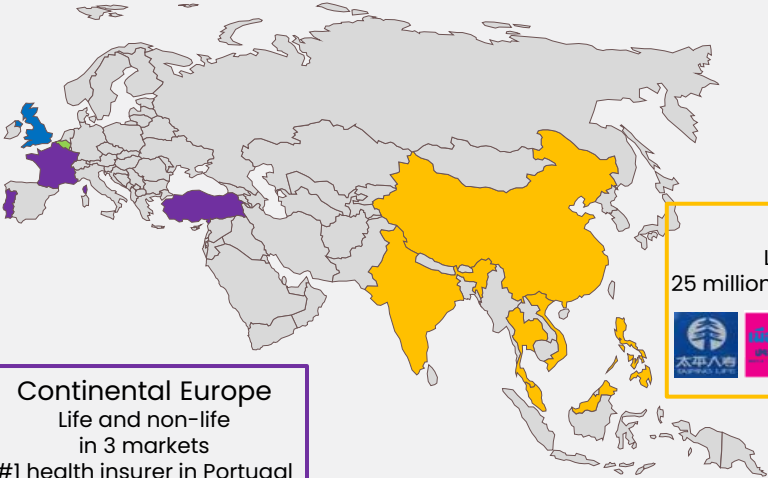 25 million
太平人寿
TAIPING LIFE
Continental Europe
Life and non-life
in 3 markets
#1 health insurer in Portugal